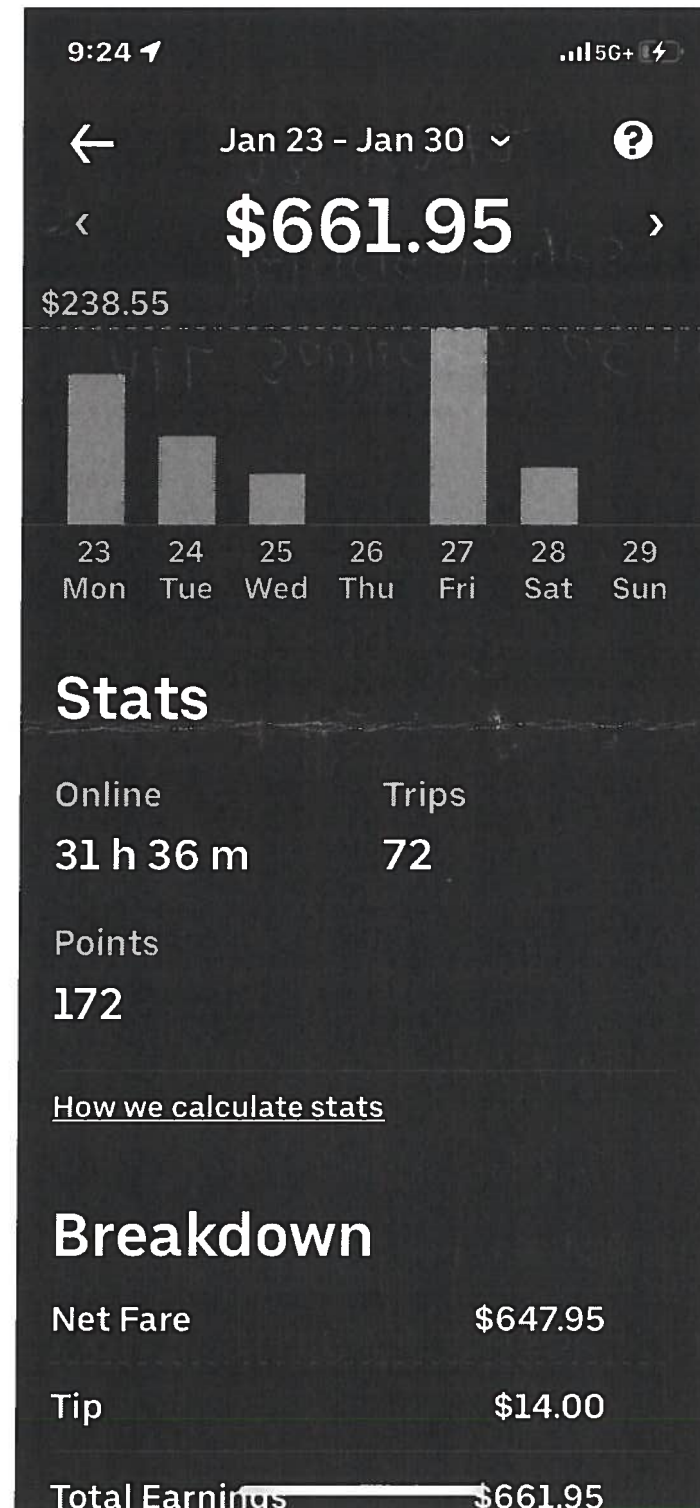 9:24 5G+
Jan 23 - Jan 30 ?
$661.95
$238.55
23 24 25 26 27 28 29
Mon Tue Wed Thu Fri Sat Sun
Stats
Online Trips
31 h 36 m 72
Points
172
How we calculate stats
Breakdown
Net Fare $647.95
Tip $14.00
Total Earnings $661.95